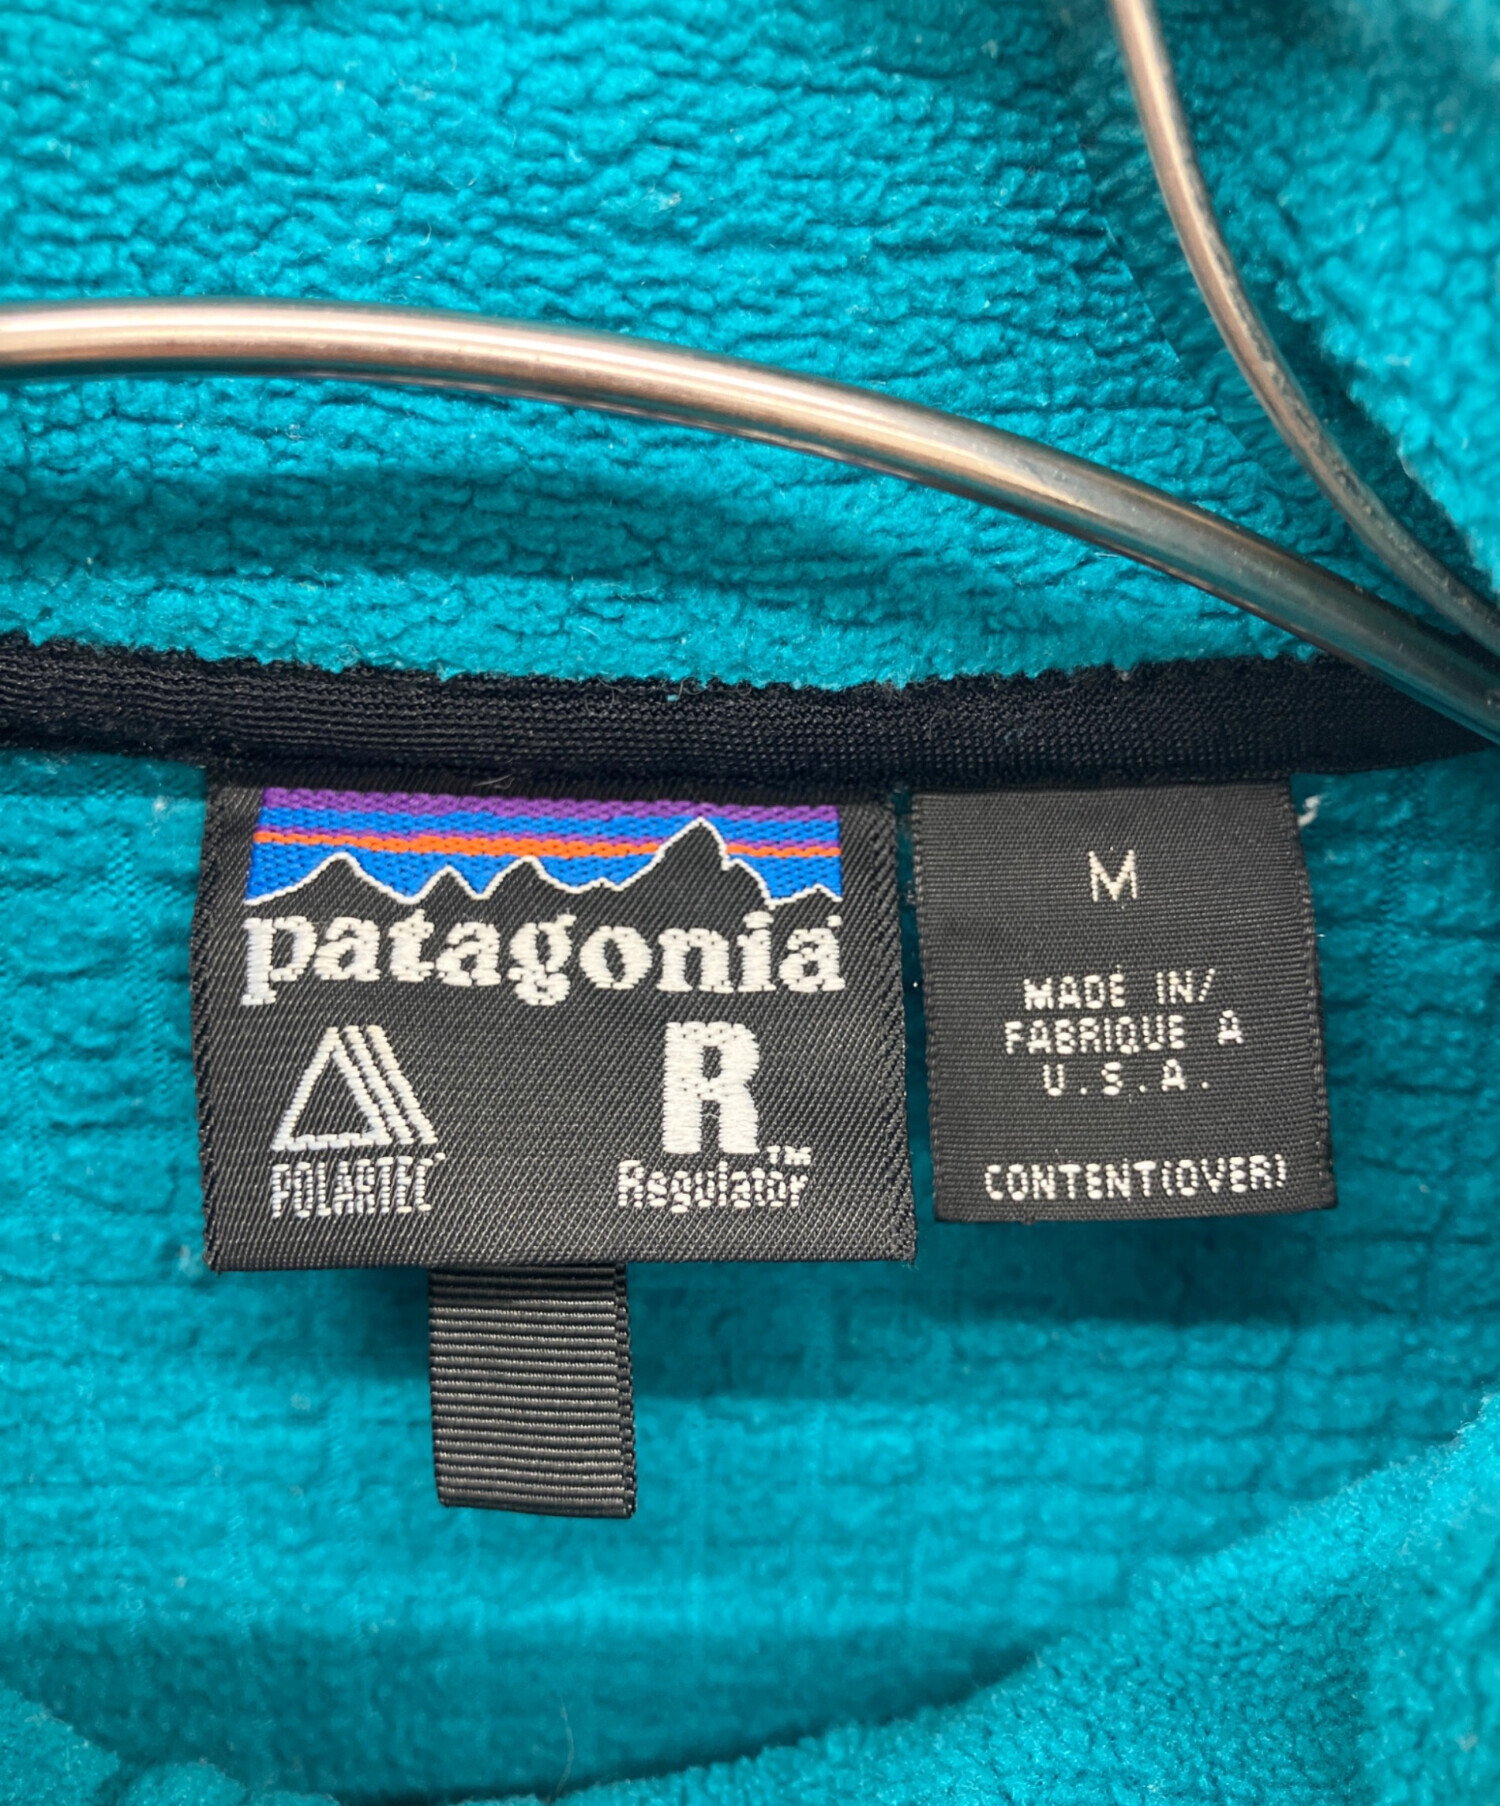 patagonia
POLARTEC
R
Regulator™
M
MADE IN/
FABRIQUE A
U.S.A.
CONTENT(OVER)